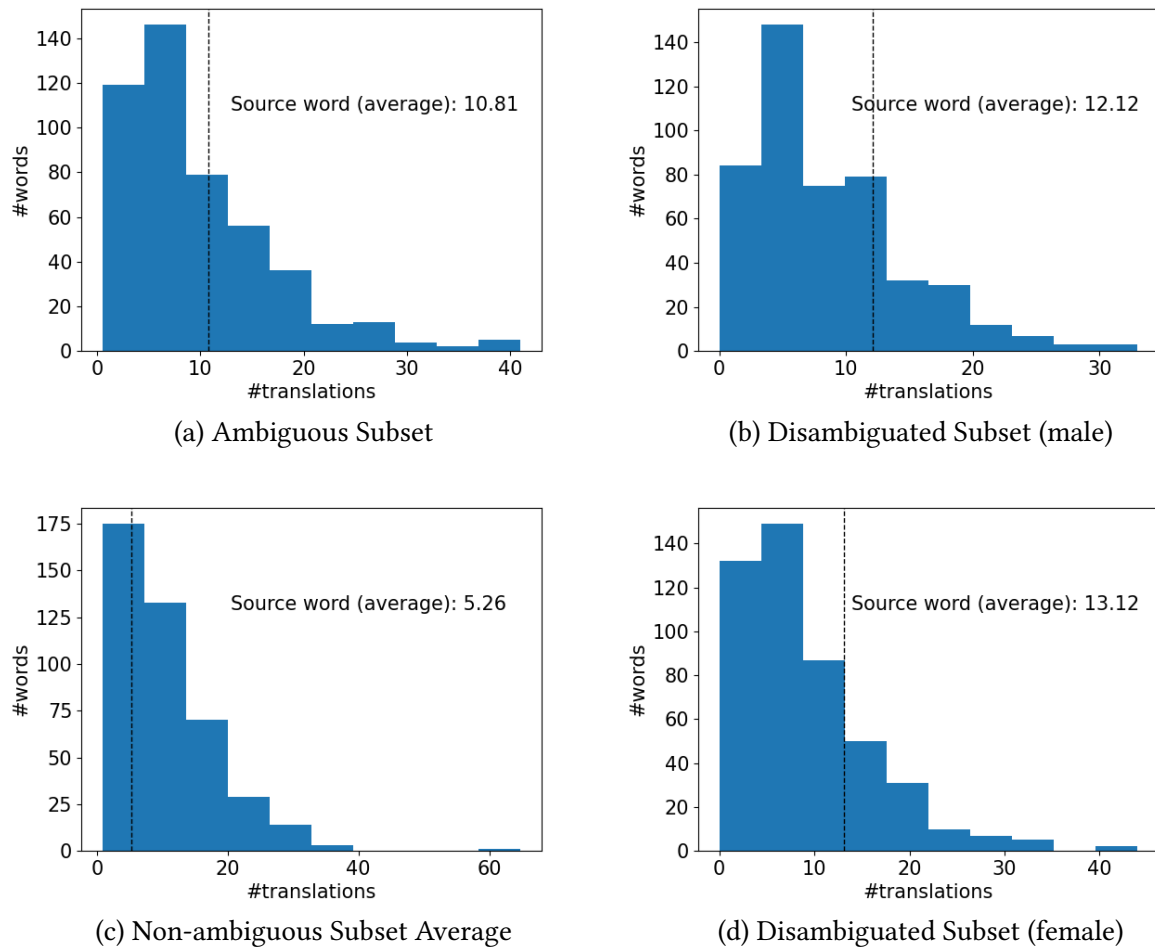 140
120
100
80
60
40
20
0
#words
Source word (average): 10.81
0 10 20 30 40
#translations
(a) Ambiguous Subset
140
120
100
80
60
40
20
0
#words
Source word (average): 12.12
0 10 20 30
#translations
(b) Disambiguated Subset (male)
175
150
125
100
75
50
25
0
#words
Source word (average): 5.26
0 20 40 60
#translations
(c) Non-ambiguous Subset Average
140
120
100
80
60
40
20
0
#words
Source word (average): 13.12
0 10 20 30 40
#translations
(d) Disambiguated Subset (female)